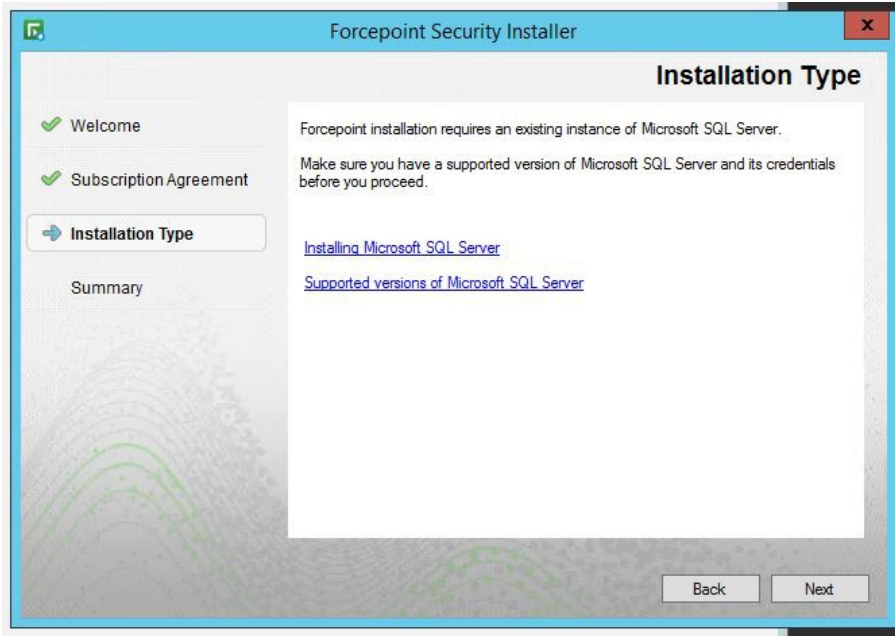 Forcepoint Security Installer
x
Installation Type
Welcome
Subscription Agreement
Installation Type
Summary
Forcepoint installation requires an existing instance of Microsoft SQL Server.
Make sure you have a supported version of Microsoft SQL Server and its credentials
before you proceed.
Installing Microsoft SQL Server
Supported versions of Microsoft SQL Server
Back
Next